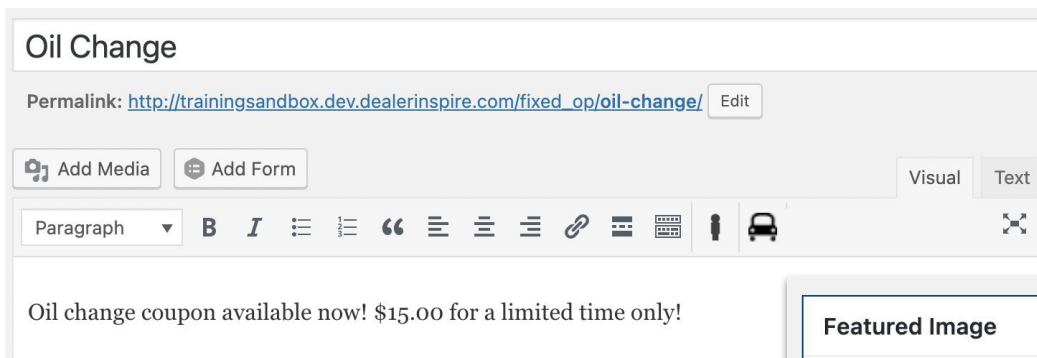 Oil Change
Permalink: http://trainingsandbox.dev.dealerinspire.com/fixed_op/oil-change/ Edit
Add Media Add Form
Visual Text
Paragraph B I
Oil change coupon available now! $15.00 for a limited time only!
Featured Image